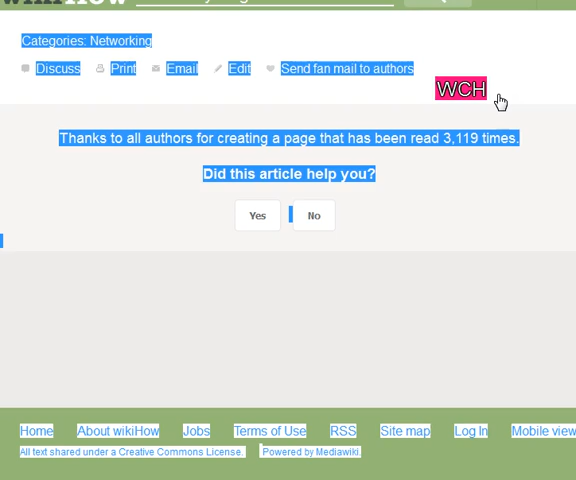 wikiHow
Categories: Networking
Discuss Print Email Edit Send fan mail to authors
WCH
Thanks to all authors for creating a page that has been read 3,119 times.
Did this article help you?
Yes No
Home About wikiHow Jobs Terms of Use RSS Site map Log In Mobile view
All text shared under a Creative Commons License. Powered by Mediawiki.